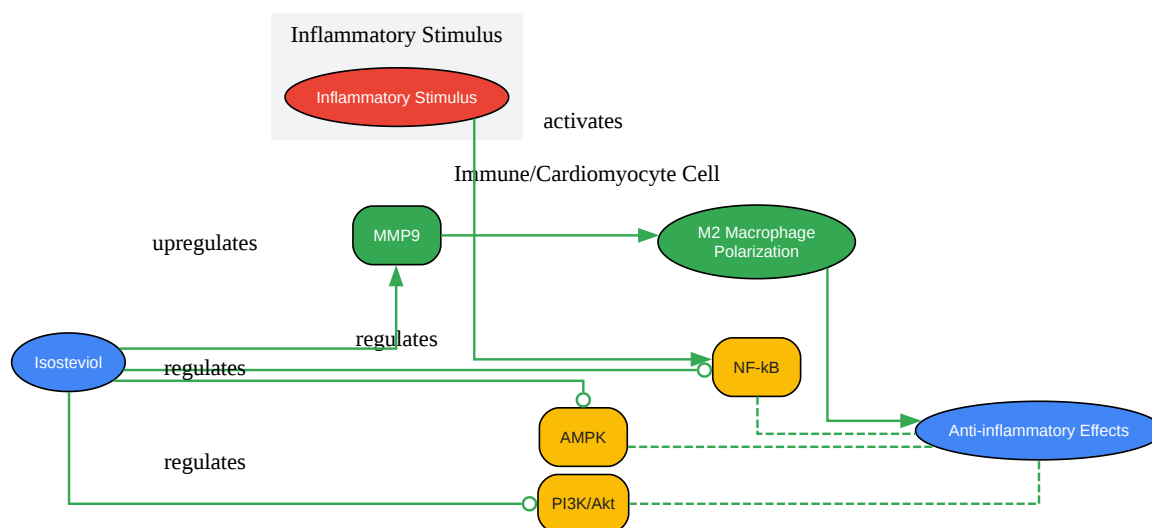 Inflammatory Stimulus
Inflammatory Stimulus
activates
Immune/Cardiomyocyte Cell
MMP9
M2 Macrophage
Polarization
upregulates
regulates
Isosteviol
regulates
NF-kB
AMPK
Anti-inflammatory Effects
regulates
PI3K/Akt